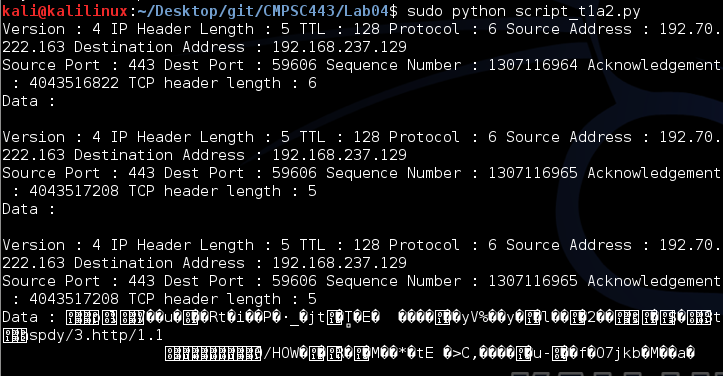 kali@kalilinux:~/Desktop/git/CMPSC443/Lab04$ sudo python script_t1a2.py
Version : 4 IP Header Length : 5 TTL : 128 Protocol : 6 Source Address : 192.70.
222.163 Destination Address : 192.168.237.129
Source Port : 443 Dest Port : 59606 Sequence Number : 1307116964 Acknowledgement
: 4043516822 TCP header length : 6
Data :
Version : 4 IP Header Length : 5 TTL : 128 Protocol : 6 Source Address : 192.70.
222.163 Destination Address : 192.168.237.129
Source Port : 443 Dest Port : 59606 Sequence Number : 1307116965 Acknowledgement
: 4043517208 TCP header length : 5
Data :
Version : 4 IP Header Length : 5 TTL : 128 Protocol : 6 Source Address : 192.70.
222.163 Destination Address : 192.168.237.129
Source Port : 443 Dest Port : 59606 Sequence Number : 1307116965 Acknowledgement
: 4043517208 TCP header length : 5
Data :
spdy/3.http/1.1